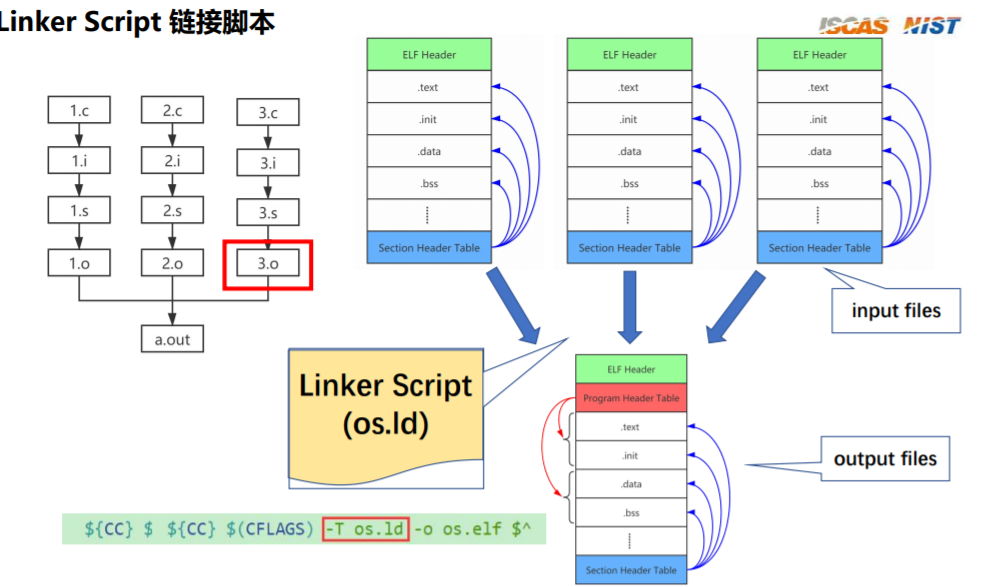 Linker Script 链接脚本
ISCAS NIST
1.c
2.c
3.c
1.i
2.i
3.i
1.s
2.s
3.s
1.o
2.o
3.o
a.out
ELF Header
.text
.init
.data
.bss
Section Header Table
ELF Header
.text
.init
.data
.bss
Section Header Table
ELF Header
.text
.init
.data
.bss
Section Header Table
input files
Linker Script
(os.ld)
ELF Header
Program Header Table
.text
.init
.data
.bss
Section Header Table
output files
${CC} $ ${CC} $(CFLAGS) -T os.ld -o os.elf $^